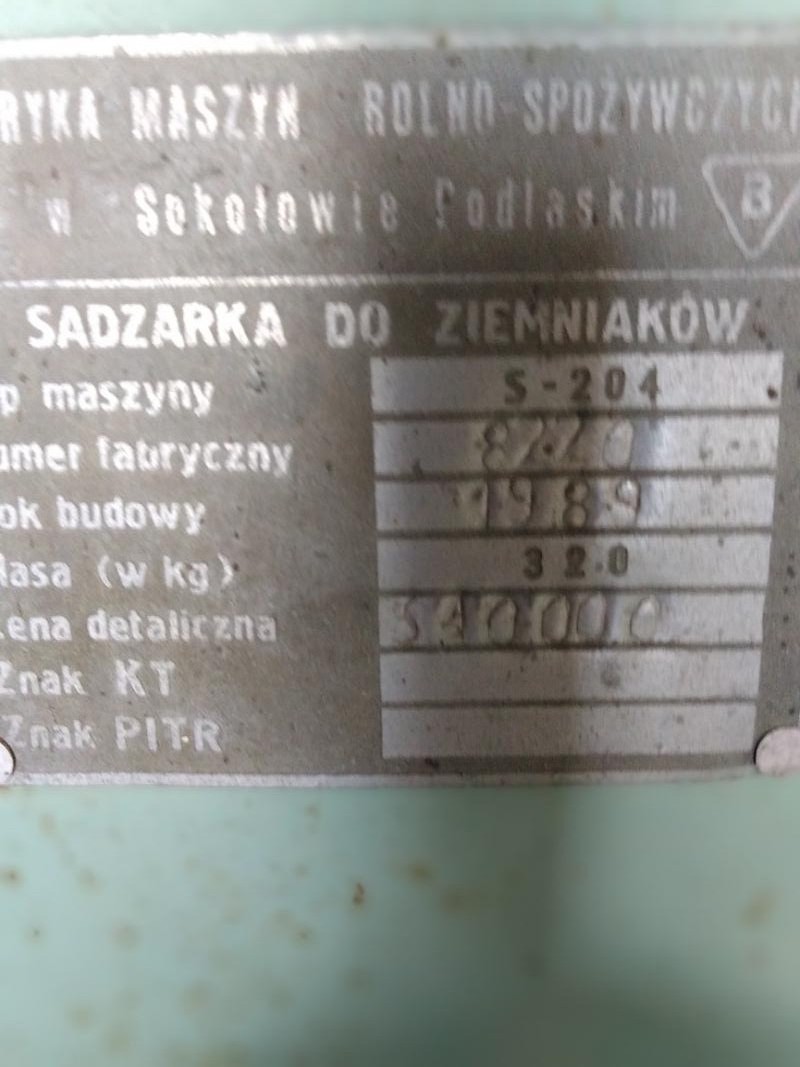 RYKA MASZYN ROLNO-SPOŻYWCZYCH
w Sokołowie Podlaskim B
SADZARKA DO ZIEMNIAKÓW
p maszyny S-204
umer fabryczny
ok budowy 1989
asa (w kg) 320
ena detaliczna
Znak KT
Znak PITR